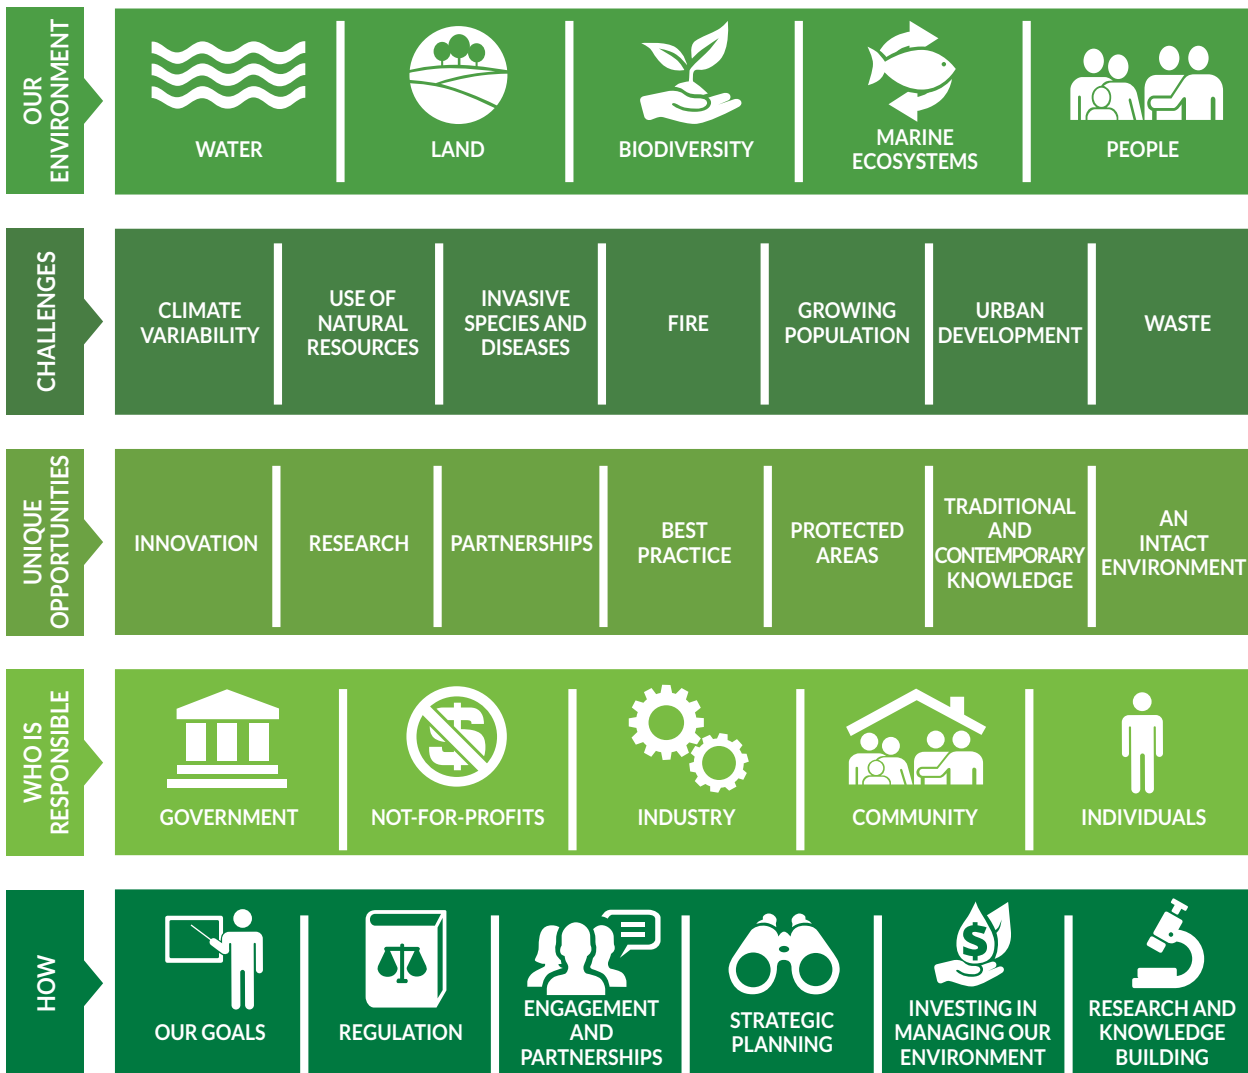 OUR
ENVIRONMENT
WATER
LAND
BIODIVERSITY
MARINE
ECOSYSTEMS
PEOPLE
CHALLENGES
CLIMATE
VARIABILITY
USE OF
NATURAL
RESOURCES
INVASIVE
SPECIES AND
DISEASES
FIRE
GROWING
POPULATION
URBAN
DEVELOPMENT
WASTE
UNIQUE
OPPORTUNITIES
INNOVATION
RESEARCH
PARTNERSHIPS
BEST
PRACTICE
PROTECTED
AREAS
TRADITIONAL
AND
CONTEMPORARY
KNOWLEDGE
AN
INTACT
ENVIRONMENT
WHO IS
RESPONSIBLE
GOVERNMENT
$
NOT-FOR-PROFITS
INDUSTRY
COMMUNITY
INDIVIDUALS
HOW
OUR GOALS
REGULATION
ENGAGEMENT
AND
PARTNERSHIPS
STRATEGIC
PLANNING
$
INVESTING IN
MANAGING OUR
ENVIRONMENT
RESEARCH AND
KNOWLEDGE
BUILDING